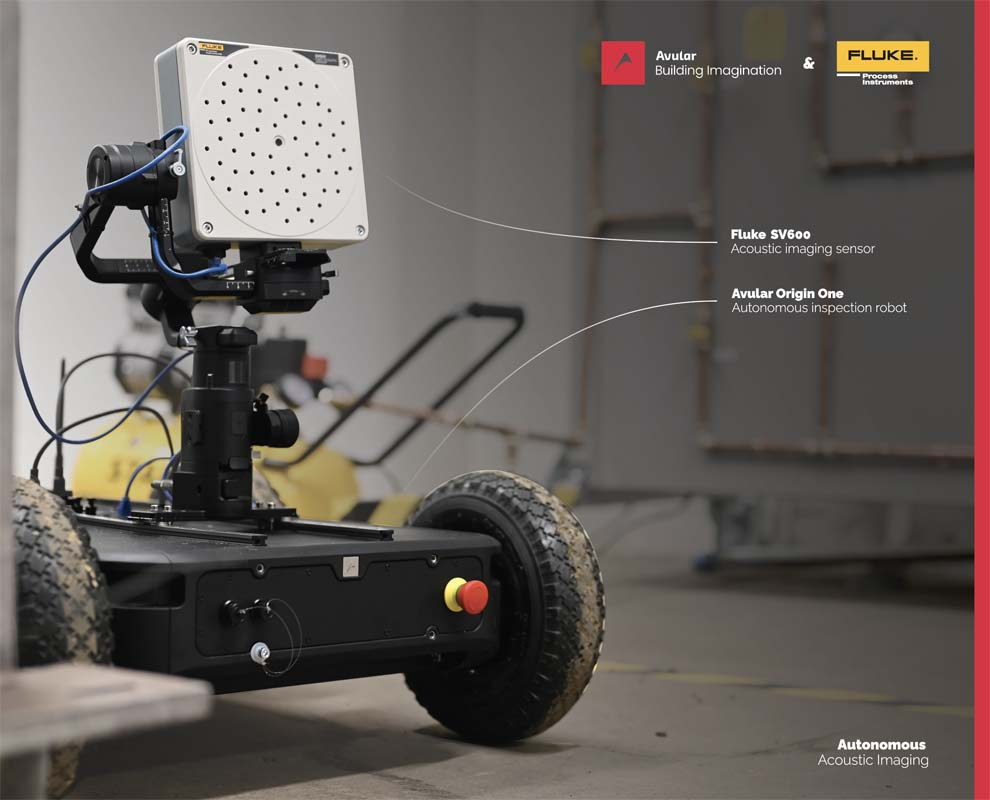 FLUKE
Avular
Building Imagination
&
FLUKE®
Process
Instruments
Fluke SV600
Acoustic imaging sensor
Avular Origin One
Autonomous inspection robot
Autonomous
Acoustic Imaging